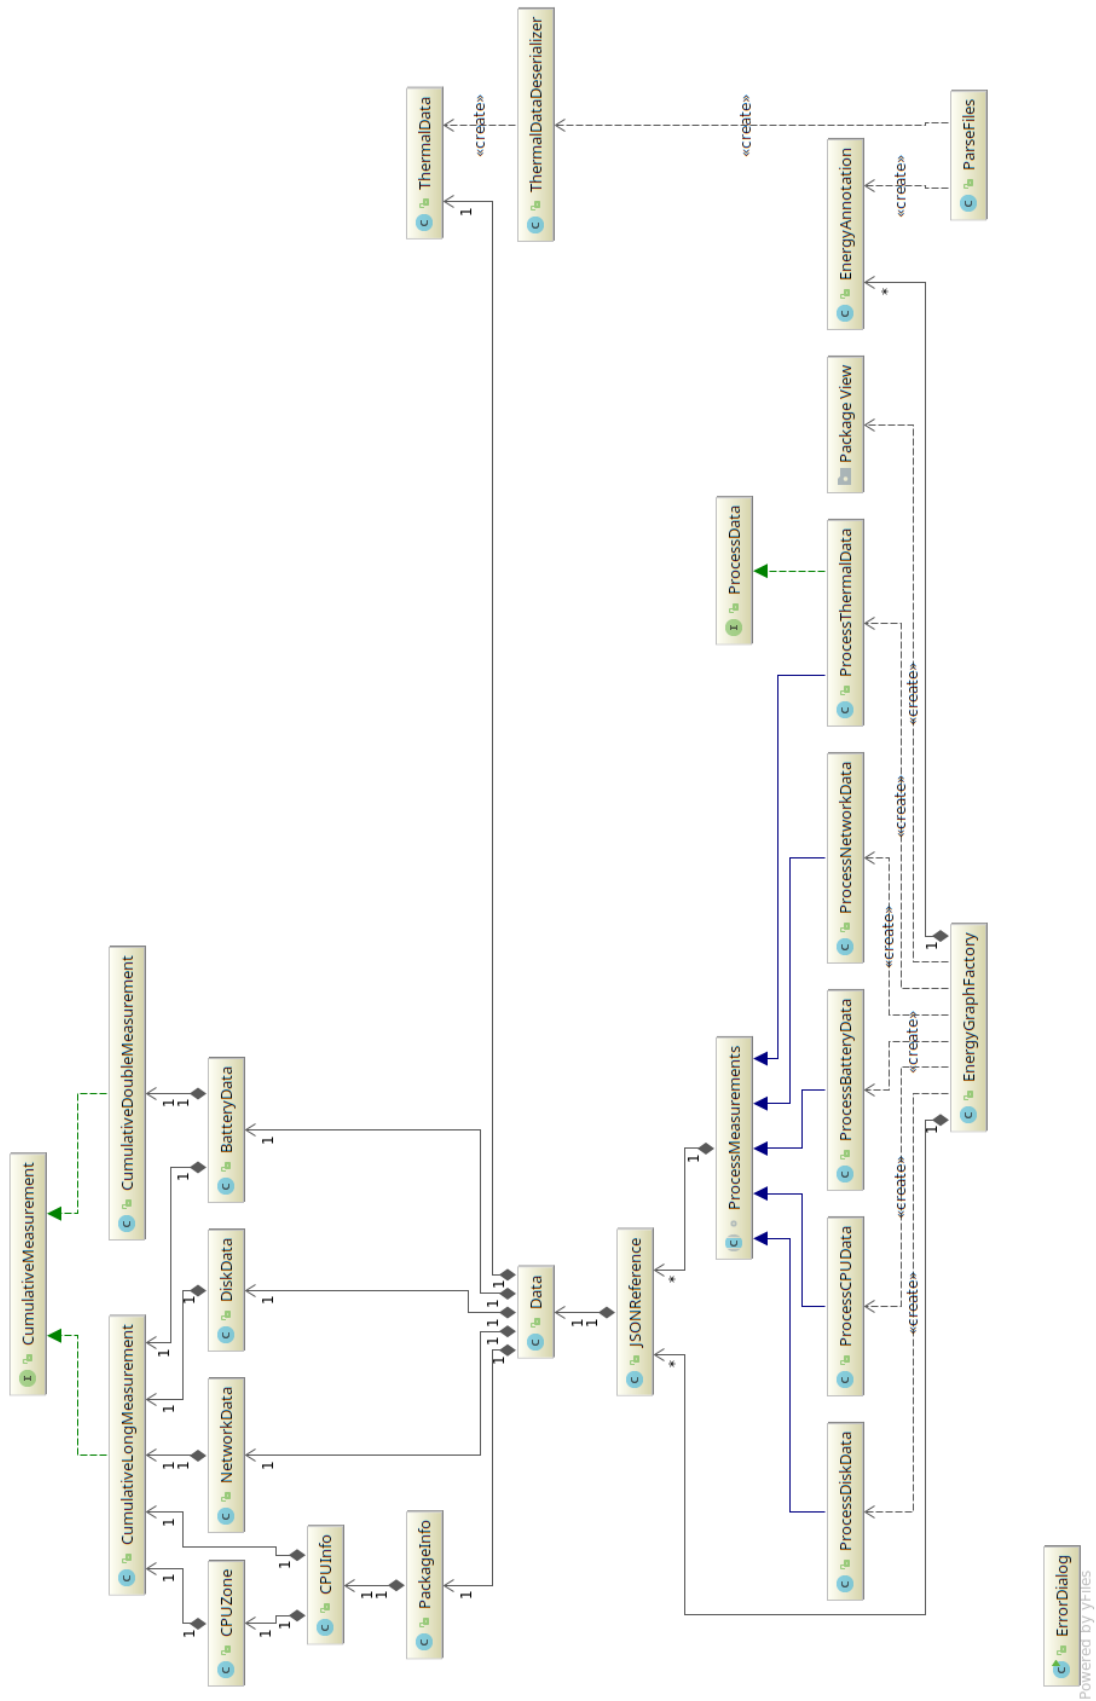 CumulativeMeasurement
CumulativeLongMeasurement
CumulativeDoubleMeasurement
1
1
1
1
1
1
1
1
1
1
1
1
CPUZone
NetworkData
DiskData
BatteryData
1
1
1
1
1
1
CPUInfo
1
1
PackageInfo
ThermalData
1
1
«create»
1
1
1
1
1
Data
ThermalDataDeserializer
1
1
JSONReference
*
*
1
ProcessMeasurements
ProcessData
«create»
ProcessDiskData
ProcessCPUData
ProcessBatteryData
ProcessNetworkData
ProcessThermalData
Package View
EnergyAnnotation
*
«create»
«create»
«create»
«create»
«create»
«create»
«create»
1
1
EnergyGraphFactory
ParseFiles
ErrorDialog
Powered by yFiles